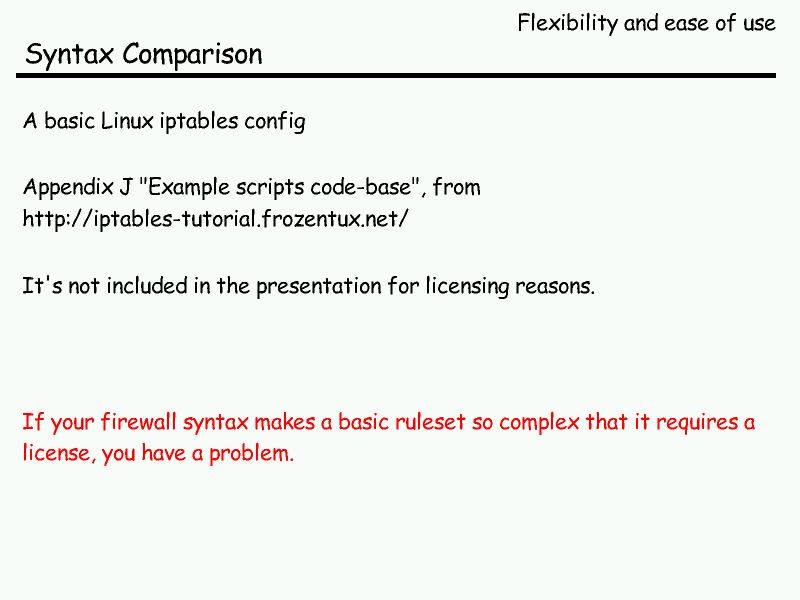 Flexibility and ease of use
Syntax Comparison
A basic Linux iptables config
Appendix J "Example scripts code-base", from
http://iptables-tutorial.frozentux.net/
It's not included in the presentation for licensing reasons.
If your firewall syntax makes a basic ruleset so complex that it requires a
license, you have a problem.